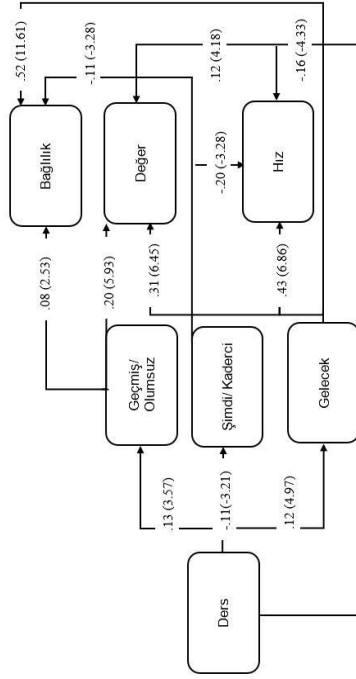 .52 (11.61)
-.11 (-3.28)
Bağlılık
.08 (2.53)
.12 (4.18)
Değer
.20 (5.93)
.31 (6.45)
-.20 (-3.28)
-.16 (-4.33)
Hız
.43 (6.86)
Geçmiş/
Olumsuz
Şimdi/ Kaderci
Gelecek
.13 (3.57)
-.11(-3.21)
.12 (4.97)
Ders